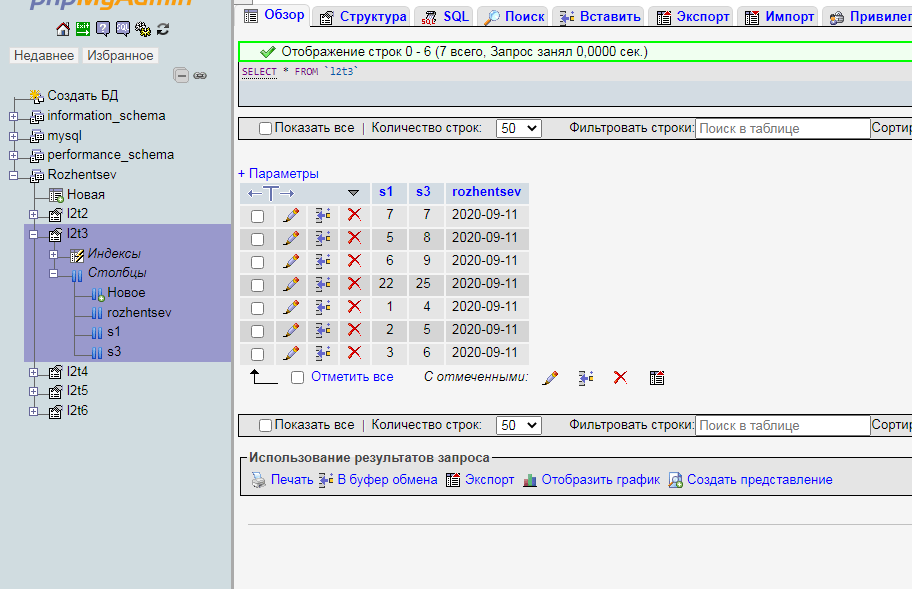 phpMyAdmin
Недавнее Избранное
Создать БД
information_schema
mysql
performance_schema
Rozhentsev
Новая
l2t2
l2t3
Индексы
Столбцы
Новое
rozhentsev
s1
s3
l2t4
l2t5
l2t6
Обзор Структура SQL Поиск Вставить Экспорт Импорт Привилег
Отображение строк 0 - 6 (7 всего, Запрос занял 0,0000 сек.)
SELECT * FROM `l2t3`
Показать все | Количество строк: 50 Фильтровать строки: Поиск в таблице Сортир
+ Параметры
←T→ s1 s3 rozhentsev
7 7 2020-09-11
5 8 2020-09-11
6 9 2020-09-11
22 25 2020-09-11
1 4 2020-09-11
2 5 2020-09-11
3 6 2020-09-11
Отметить все С отмеченными:
Показать все | Количество строк: 50 Фильтровать строки: Поиск в таблице Сортир
Использование результатов запроса
Печать В буфер обмена Экспорт Отобразить график Создать представление